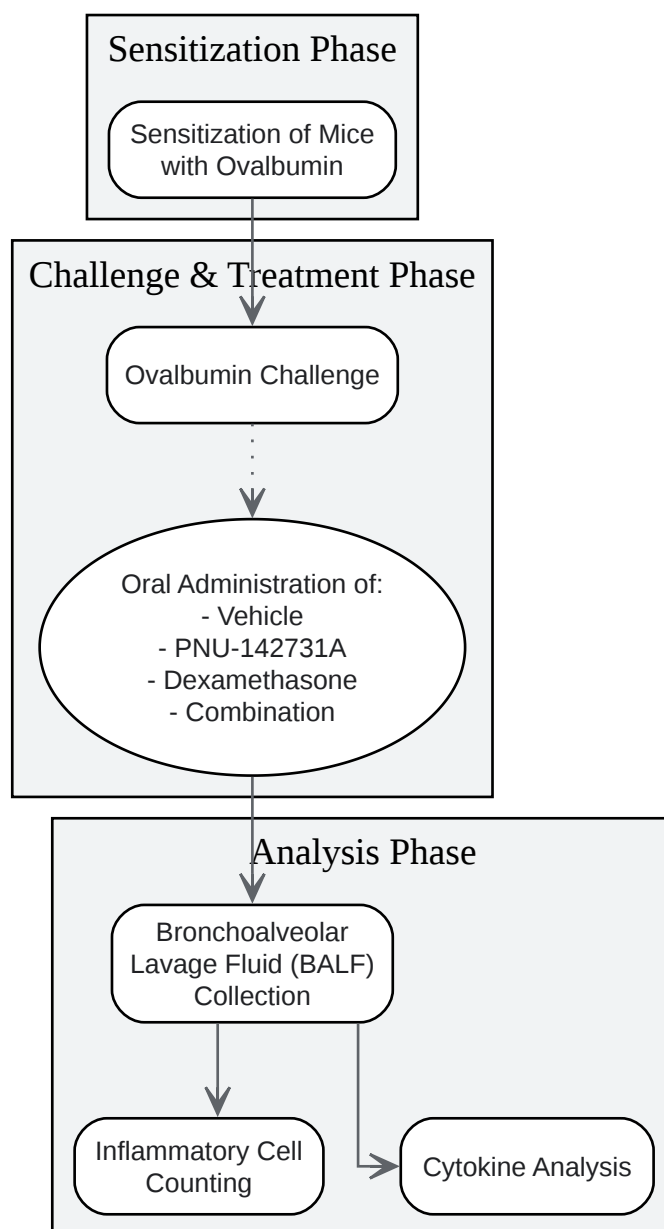 Sensitization Phase
Sensitization of Mice
with Ovalbumin
Challenge & Treatment Phase
Ovalbumin Challenge
Oral Administration of:
- Vehicle
- PNU-142731A
- Dexamethasone
- Combination
Analysis Phase
Bronchoalveolar
Lavage Fluid (BALF)
Collection
Inflammatory Cell
Counting
Cytokine Analysis